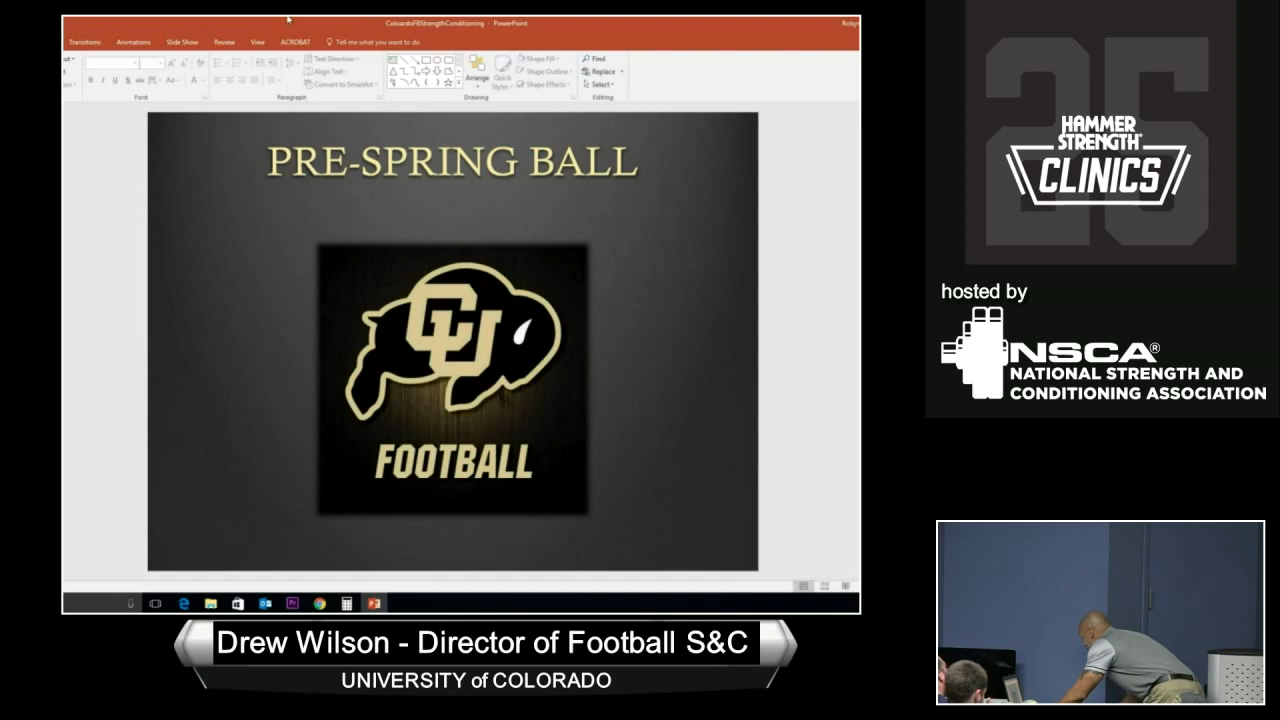 ColoardoFBStrengthConditioning - PowerPoint
Robyn
Transitions Animations Slide Show Review View ACROBAT Tell me what you want to do
Text Direction
Align Text
Convert to SmartArt
Arrange
Quick
Styles
Shape Fill
Shape Outline
Shape Effects
Find
Replace
Select
Font Paragraph Drawing Editing
PRE-SPRING BALL
CU
FOOTBALL
Drew Wilson - Director of Football S&C
UNIVERSITY of COLORADO
25
HAMMER
STRENGTH
CLINICS
hosted by
NSCA®
NATIONAL STRENGTH AND
CONDITIONING ASSOCIATION